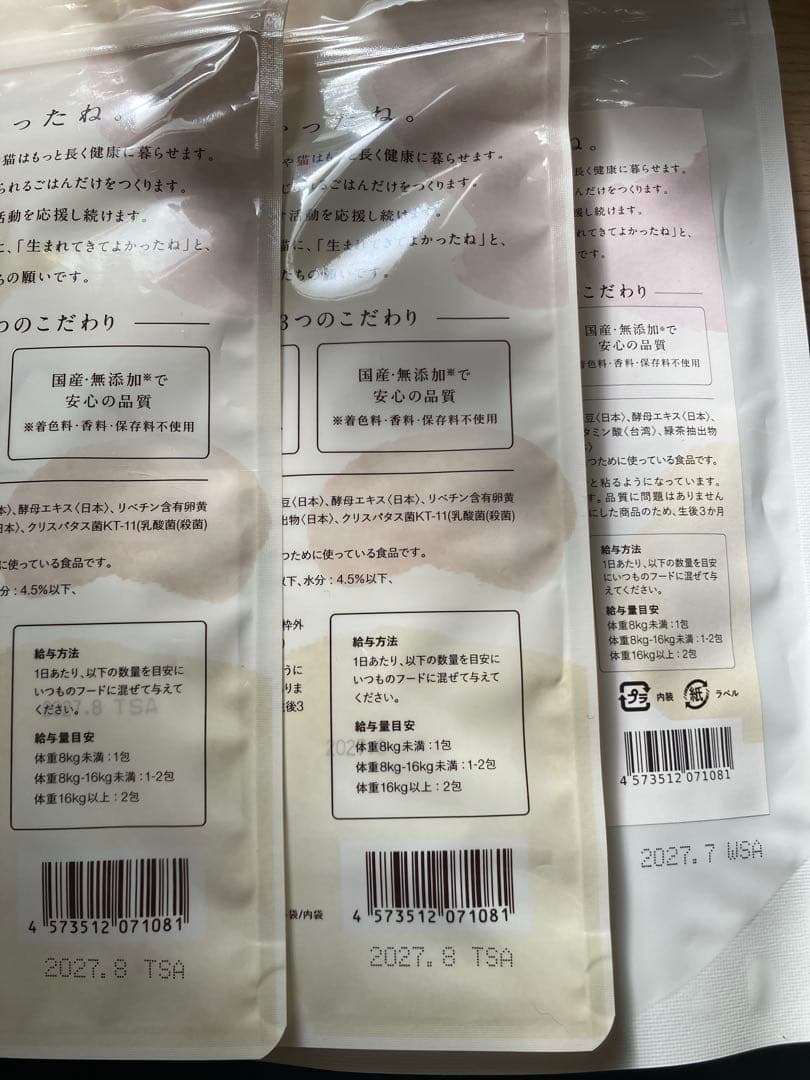 ったね。
猫はもっと長く健康に暮らせます。
られるごはんだけをつくります。
活動を応援し続けます。
に、「生まれてきてよかったね」と、
ちの願いです。
つのこだわり
国産・無添加※で
安心の品質
※着色料・香料・保存料不使用
酵母エキス〈日本〉、リベチン含有卵黄
クリスパタス菌KT-11(乳酸菌(殺菌)
に使っている食品です。
分：4.5%以下、
給与方法
1日あたり、以下の数量を目安に
いつものフードに混ぜて与えて
ください。
2027.8 TSA
給与量目安
体重8kg未満：1包
体重8kg-16kg未満：1-2包
体重16kg以上：2包
4 573512 071081
2027.8 TSA
ったね。
や猫はもっと長く健康に暮らせます。
ごはんだけをつくります。
活動を応援し続けます。
猫に、「生まれてきてよかったね」と、
たちの願いです。
3つのこだわり
国産・無添加※で
安心の品質
※着色料・香料・保存料不使用
豆〈日本〉、酵母エキス〈日本〉、リベチン含有卵黄
出物〈日本〉、クリスパタス菌KT-11(乳酸菌(殺菌)
つために使っている食品です。
以下、水分：4.5%以下、
枠外
給与方法
1日あたり、以下の数量を目安に
いつものフードに混ぜて与えて
ください。
給与量目安
体重8kg未満：1包
体重8kg-16kg未満：1-2包
体重16kg以上：2包
袋/内袋
4 573512 071081
2027.8 TSA
ね。
長く健康に暮らせます。
んだけをつくります。
援し続けます。
まれてきてよかったね」と、
です。
こだわり
国産・無添加※で
安心の品質
※着色料・香料・保存料不使用
豆〈日本〉、酵母エキス〈日本〉、
タミン酸〈台湾〉、緑茶抽出物
つために使っている食品です。
と粘るようになっています。
す。品質に問題はありません
にした商品のため、生後3か月
給与方法
1日あたり、以下の数量を目安
にいつものフードに混ぜて与
えてください。
給与量目安
体重8kg未満：1包
体重8kg-16kg未満：1-2包
体重16kg以上：2包
プラ 内装 紙 ラベル
4 573512 071081
2027.7 WSA